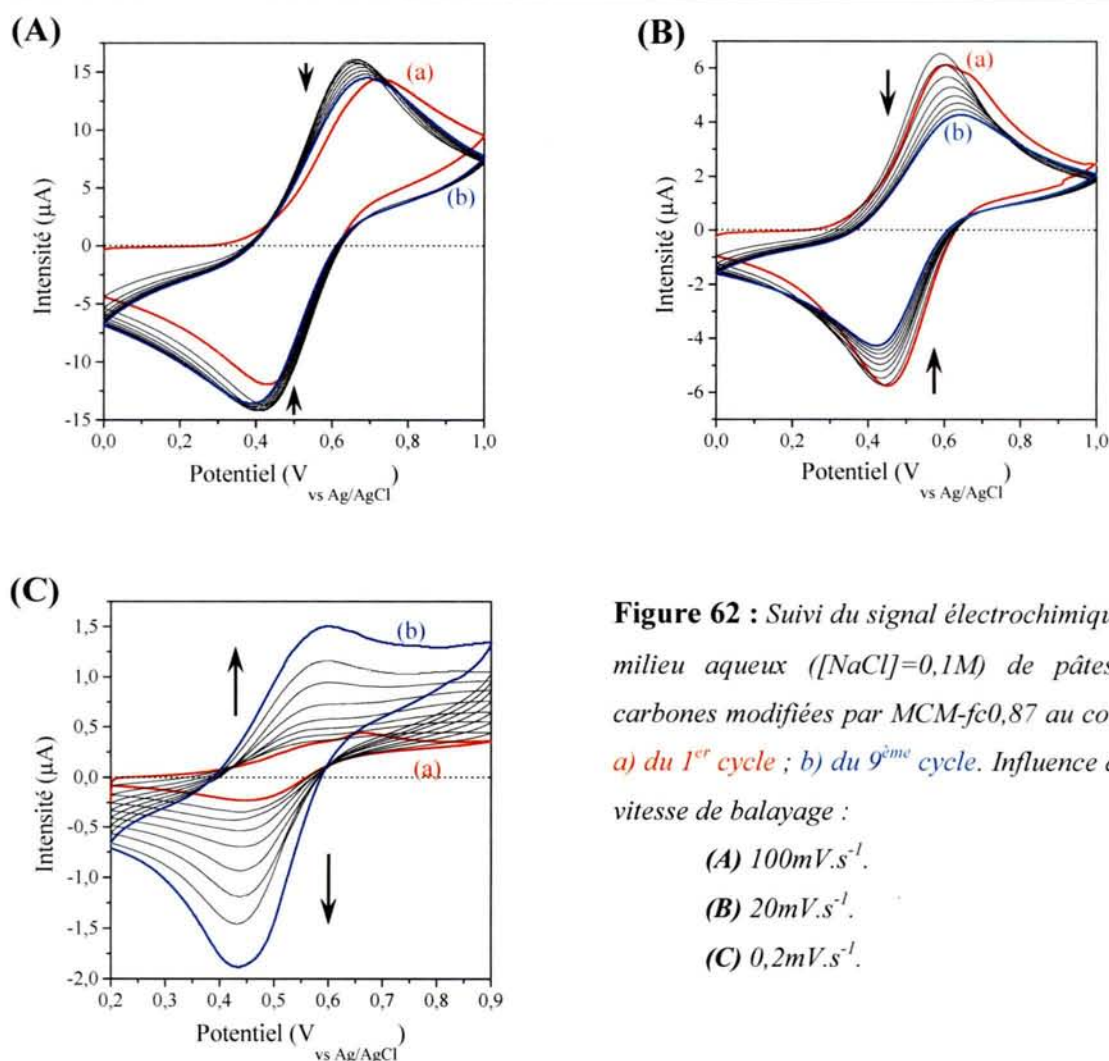 (A)
15
10
5
0
-5
-10
-15
0,0
0,2
0,4
0,6
0,8
1,0
Intensité (µA)
Potentiel (V vs Ag/AgCl)
(a)
(b)
(B)
6
4
2
0
-2
-4
-6
0,0
0,2
0,4
0,6
0,8
1,0
Intensité (µA)
Potentiel (V vs Ag/AgCl)
(a)
(b)
(C)
1,5
1,0
0,5
0,0
-0,5
-1,0
-1,5
-2,0
0,2
0,3
0,4
0,5
0,6
0,7
0,8
0,9
Intensité (µA)
Potentiel (V vs Ag/AgCl)
(b)
(a)
Figure 62 : Suivi du signal électrochimiqu
milieu aqueux ([NaCl]=0,1M) de pâtes
carbones modifiées par MCM-fc0,87 au co
a) du 1er cycle ; b) du 9ème cycle. Influence
vitesse de balayage :
(A) 100mV.s-1.
(B) 20mV.s-1.
(C) 0,2mV.s-1.